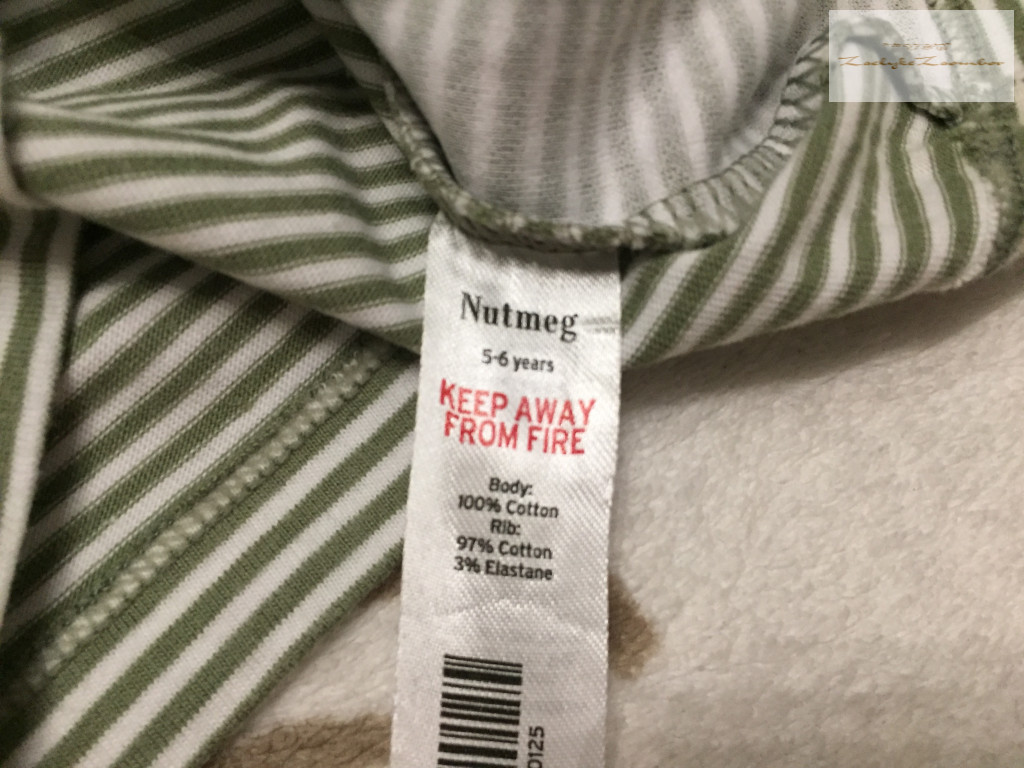 Nutmeg
5-6 years
KEEP AWAY
FROM FIRE
Body:
100% Cotton
Rib:
97% Cotton
3% Elastane
0125